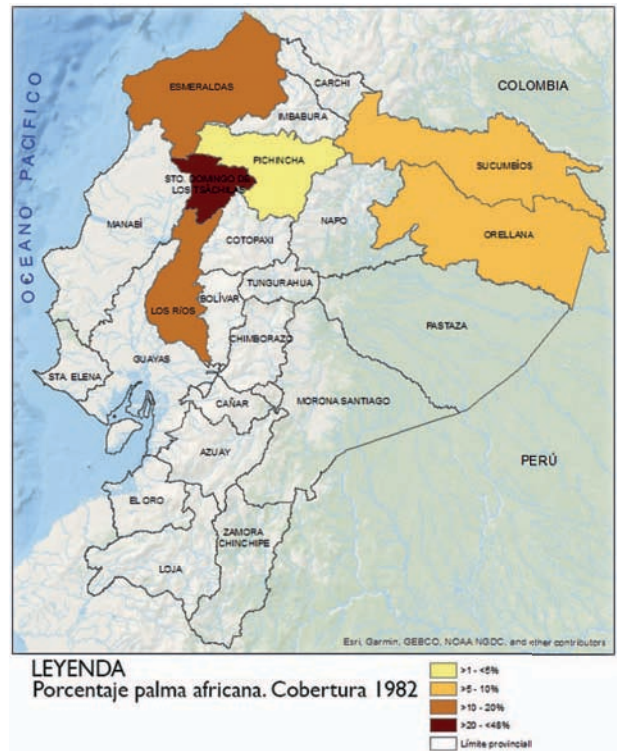 OCEANO PACIFICO
ESMERALDAS
CARCHI
IMBABURA
COLOMBIA
PICHINCHA
SUCUMBÍOS
STO. DOMINGO DE
LOS TSÁCHILAS
MANABÍ
NAPO
ORELLANA
COTOPAXI
TUNGURAHUA
BOLÍVAR
LOS RÍOS
PASTAZA
CHIMBORAZO
GUAYAS
STA. ELENA
MORONA SANTIAGO
CAÑAR
AZUAY
PERÚ
EL ORO
ZAMORA
CHINCHIPE
LOJA
Esri, Garmin, GEBCO, NOAA NGDC, and other contributors
LEYENDA
Porcentaje palma africana. Cobertura 1982
>1 - <5%
>5 - 10%
>10 - 20%
>20 - <48%
Límite provincial